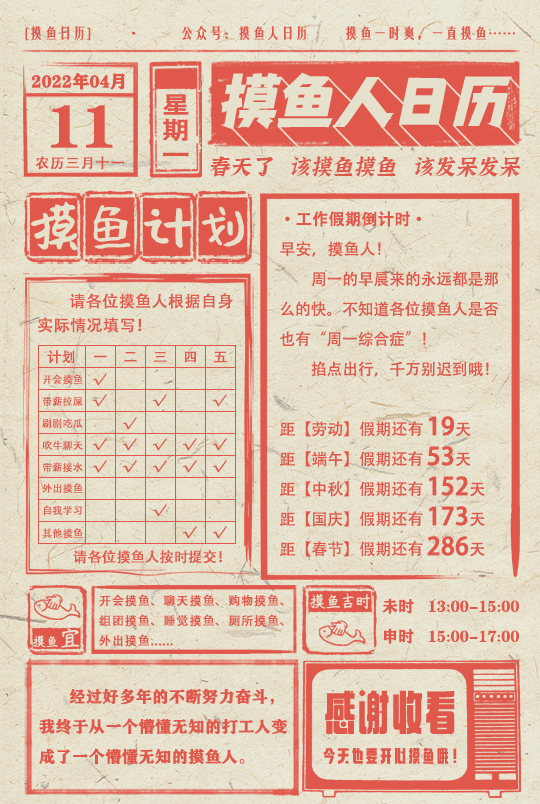 [摸鱼日历] · 公众号：摸鱼人日历 摸鱼一时爽，一直摸鱼……
2022年04月
11
农历三月十一
星期一
摸鱼人日历
春天了 该摸鱼摸鱼 该发呆发呆
摸鱼计划
请各位摸鱼人根据自身
实际情况填写！
计划 一 二 三 四 五
开会摸鱼 ✓
带薪拉屎 ✓ ✓ ✓
刷剧吃瓜 ✓
吹牛聊天 ✓ ✓ ✓ ✓ ✓
带薪接水 ✓ ✓ ✓ ✓ ✓
外出摸鱼
自我学习 ✓
其他摸鱼 ✓ ✓
请各位摸鱼人按时提交！
·工作假期倒计时·
早安，摸鱼人！
周一的早晨来的永远都是那
么的快。不知道各位摸鱼人是否
也有“周一综合症”！
掐点出行，千万别迟到哦！
距【劳动】假期还有19天
距【端午】假期还有53天
距【中秋】假期还有152天
距【国庆】假期还有173天
距【春节】假期还有286天
摸鱼宜
开会摸鱼、聊天摸鱼、购物摸鱼、
组团摸鱼、睡觉摸鱼、厕所摸鱼、
外出摸鱼……
摸鱼吉时
未时 13:00-15:00
申时 15:00-17:00
经过好多年的不断努力奋斗，
我终于从一个懵懂无知的打工人变
成了一个懵懂无知的摸鱼人。
感谢收看
今天也要开心摸鱼哦！